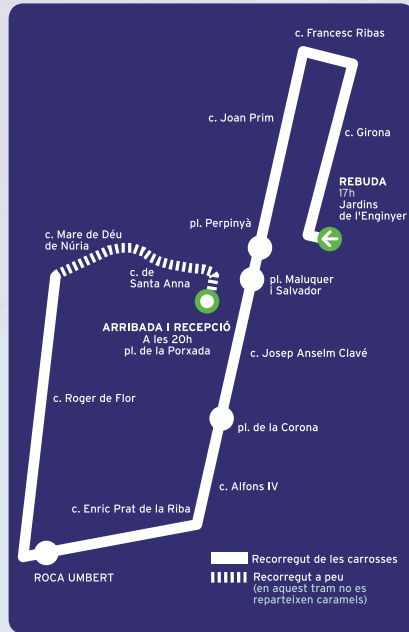 c. Francesc Ribas
c. Joan Prim
c. Girona
REBUDA
17h
Jardins
de l'Enginyer
pl. Perpinyà
c. Mare de Déu
de Núria
c. de
Santa Anna
pl. Maluquer
i Salvador
ARRIBADA I RECEPCIÓ
A les 20h
pl. de la Porxada
c. Josep Anselm Clavé
c. Roger de Flor
pl. de la Corona
c. Alfons IV
c. Enric Prat de la Riba
ROCA UMBERT
Recorregut de les carrosses
Recorregut a peu
(en aquest tram no es
reparteixen caramels)